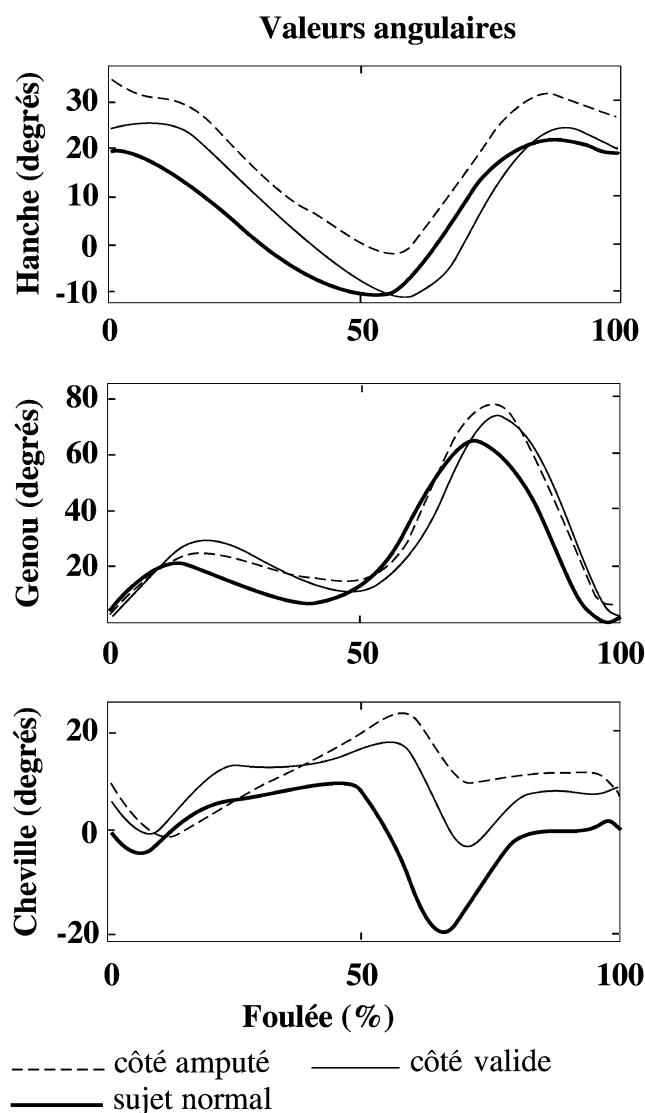 Valeurs angulaires
Hanche (degrés)
30
20
10
0
-10
0 50 100
Genou (degrés)
80
60
40
20
0 50 100
Cheville (degrés)
20
0
-20
0 50 100
Foulée (%)
côté amputé côté valide
sujet normal